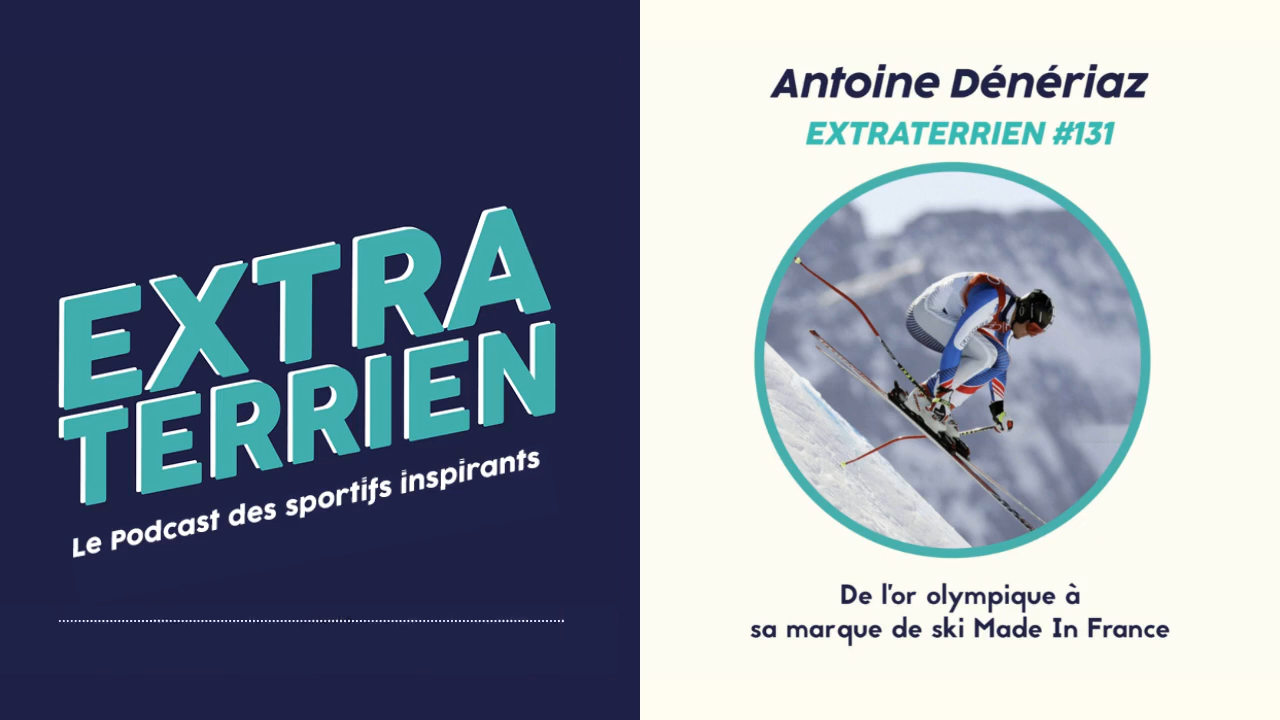 EXTRA
TERRIEN
Le Podcast des sportifs inspirants
Antoine Dénériaz
EXTRATERRIEN #131
De l'or olympique à
sa marque de ski Made In France